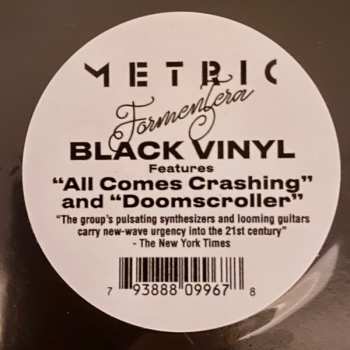 METRIC
Formentera
BLACK VINYL
Features
“All Comes Crashing”
and “Doomscroller”
"The group's pulsating synthesizers and looming guitars
carry new-wave urgency into the 21st century"
- The New York Times
7 93888 09967 8